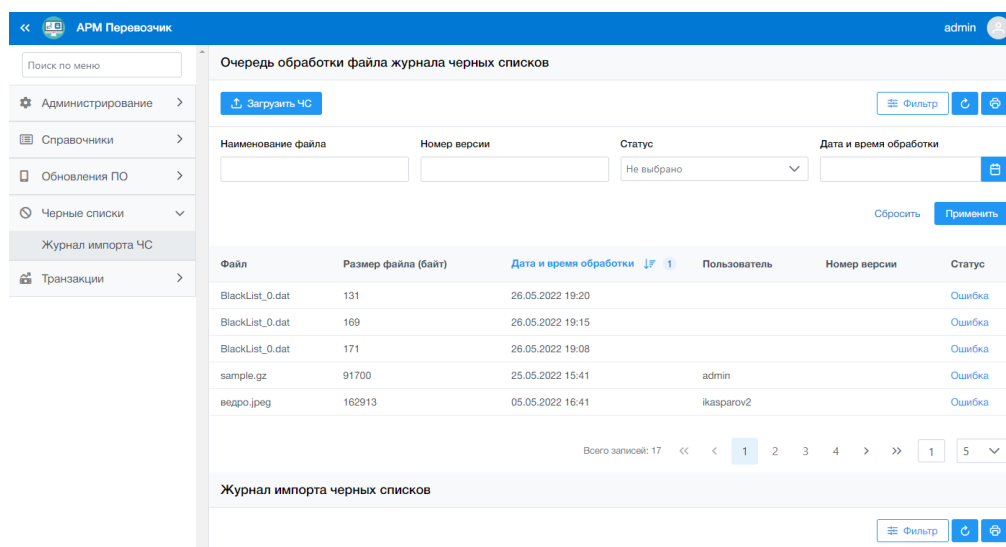 АРМ Перевозчик
admin
Поиск по меню
Администрирование
Справочники
Обновления ПО
Черные списки
Журнал импорта ЧС
Транзакции
Очередь обработки файла журнала черных списков
Загрузить ЧС
Фильтр
Наименование файла Номер версии Статус Дата и время обработки
Не выбрано
Сбросить Применить
Файл Размер файла (байт) Дата и время обработки 1 Пользователь Номер версии Статус
BlackList_0.dat 131 26.05.2022 19:20 Ошибка
BlackList_0.dat 169 26.05.2022 19:15 Ошибка
BlackList_0.dat 171 26.05.2022 19:08 Ошибка
sample.gz 91700 25.05.2022 15:41 admin Ошибка
ведро.jpeg 162913 05.05.2022 16:41 ikasparov2 Ошибка
Всего записей: 17 << < 1 2 3 4 > >> 1 5
Журнал импорта черных списков
Фильтр